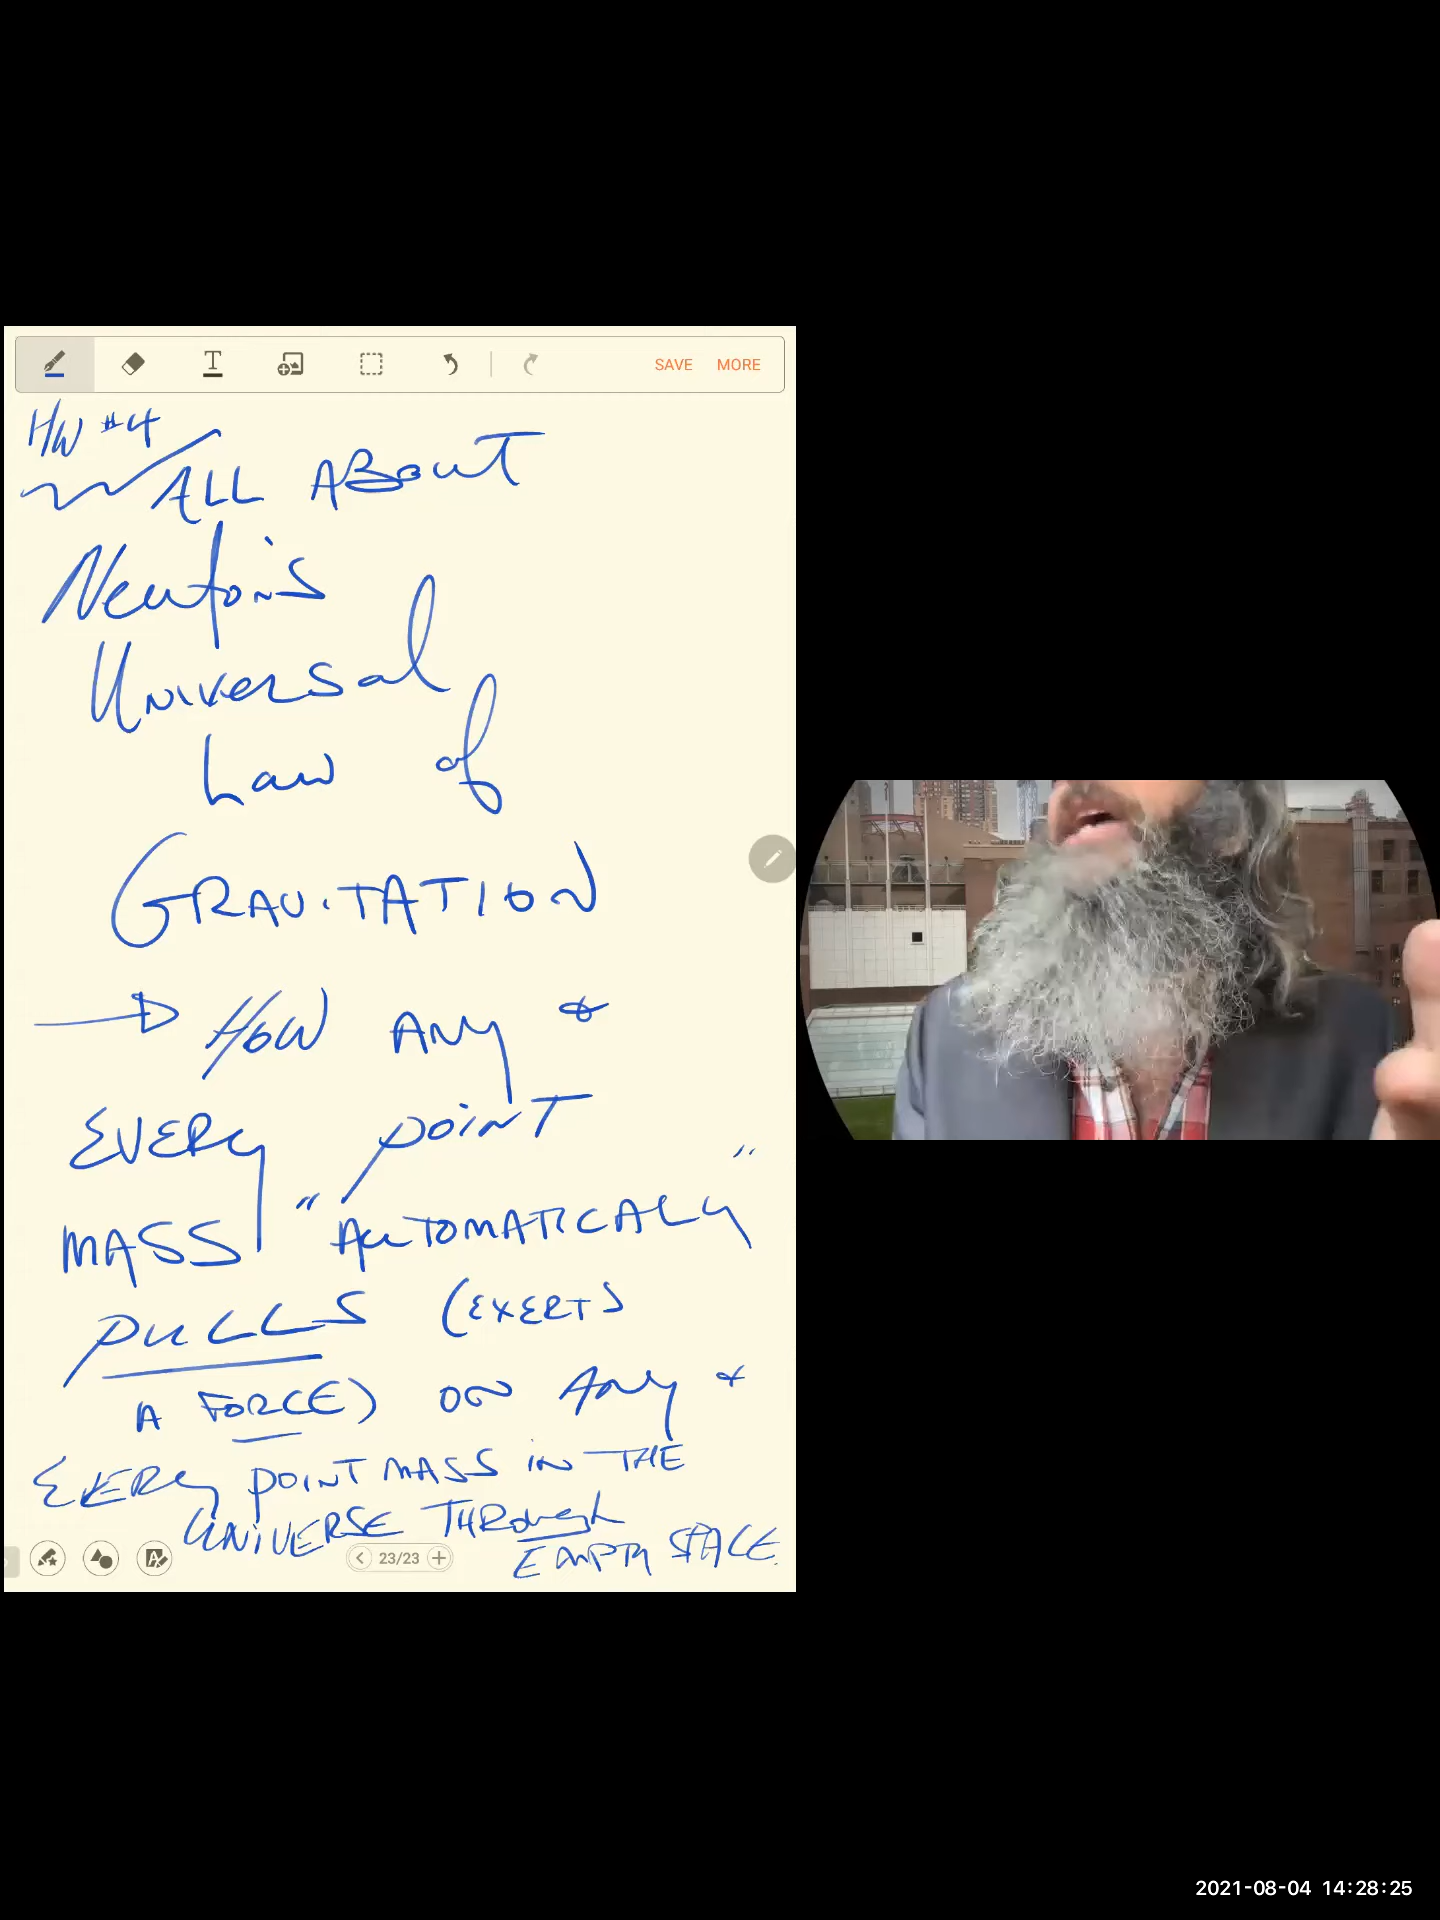 SAVE MORE
HW #4
ALL ABOUT
Newton's
Universal
Law of
GRAVITATION
→ HOW ANY &
EVERY POINT
MASS "AUTOMATICALY"
PULLS (EXERTS
A FORCE) ON ANY &
EVERY POINT MASS IN THE
UNIVERSE THROUGH
EMPTY SPACE.
23/23
2021-08-04 14:28:25